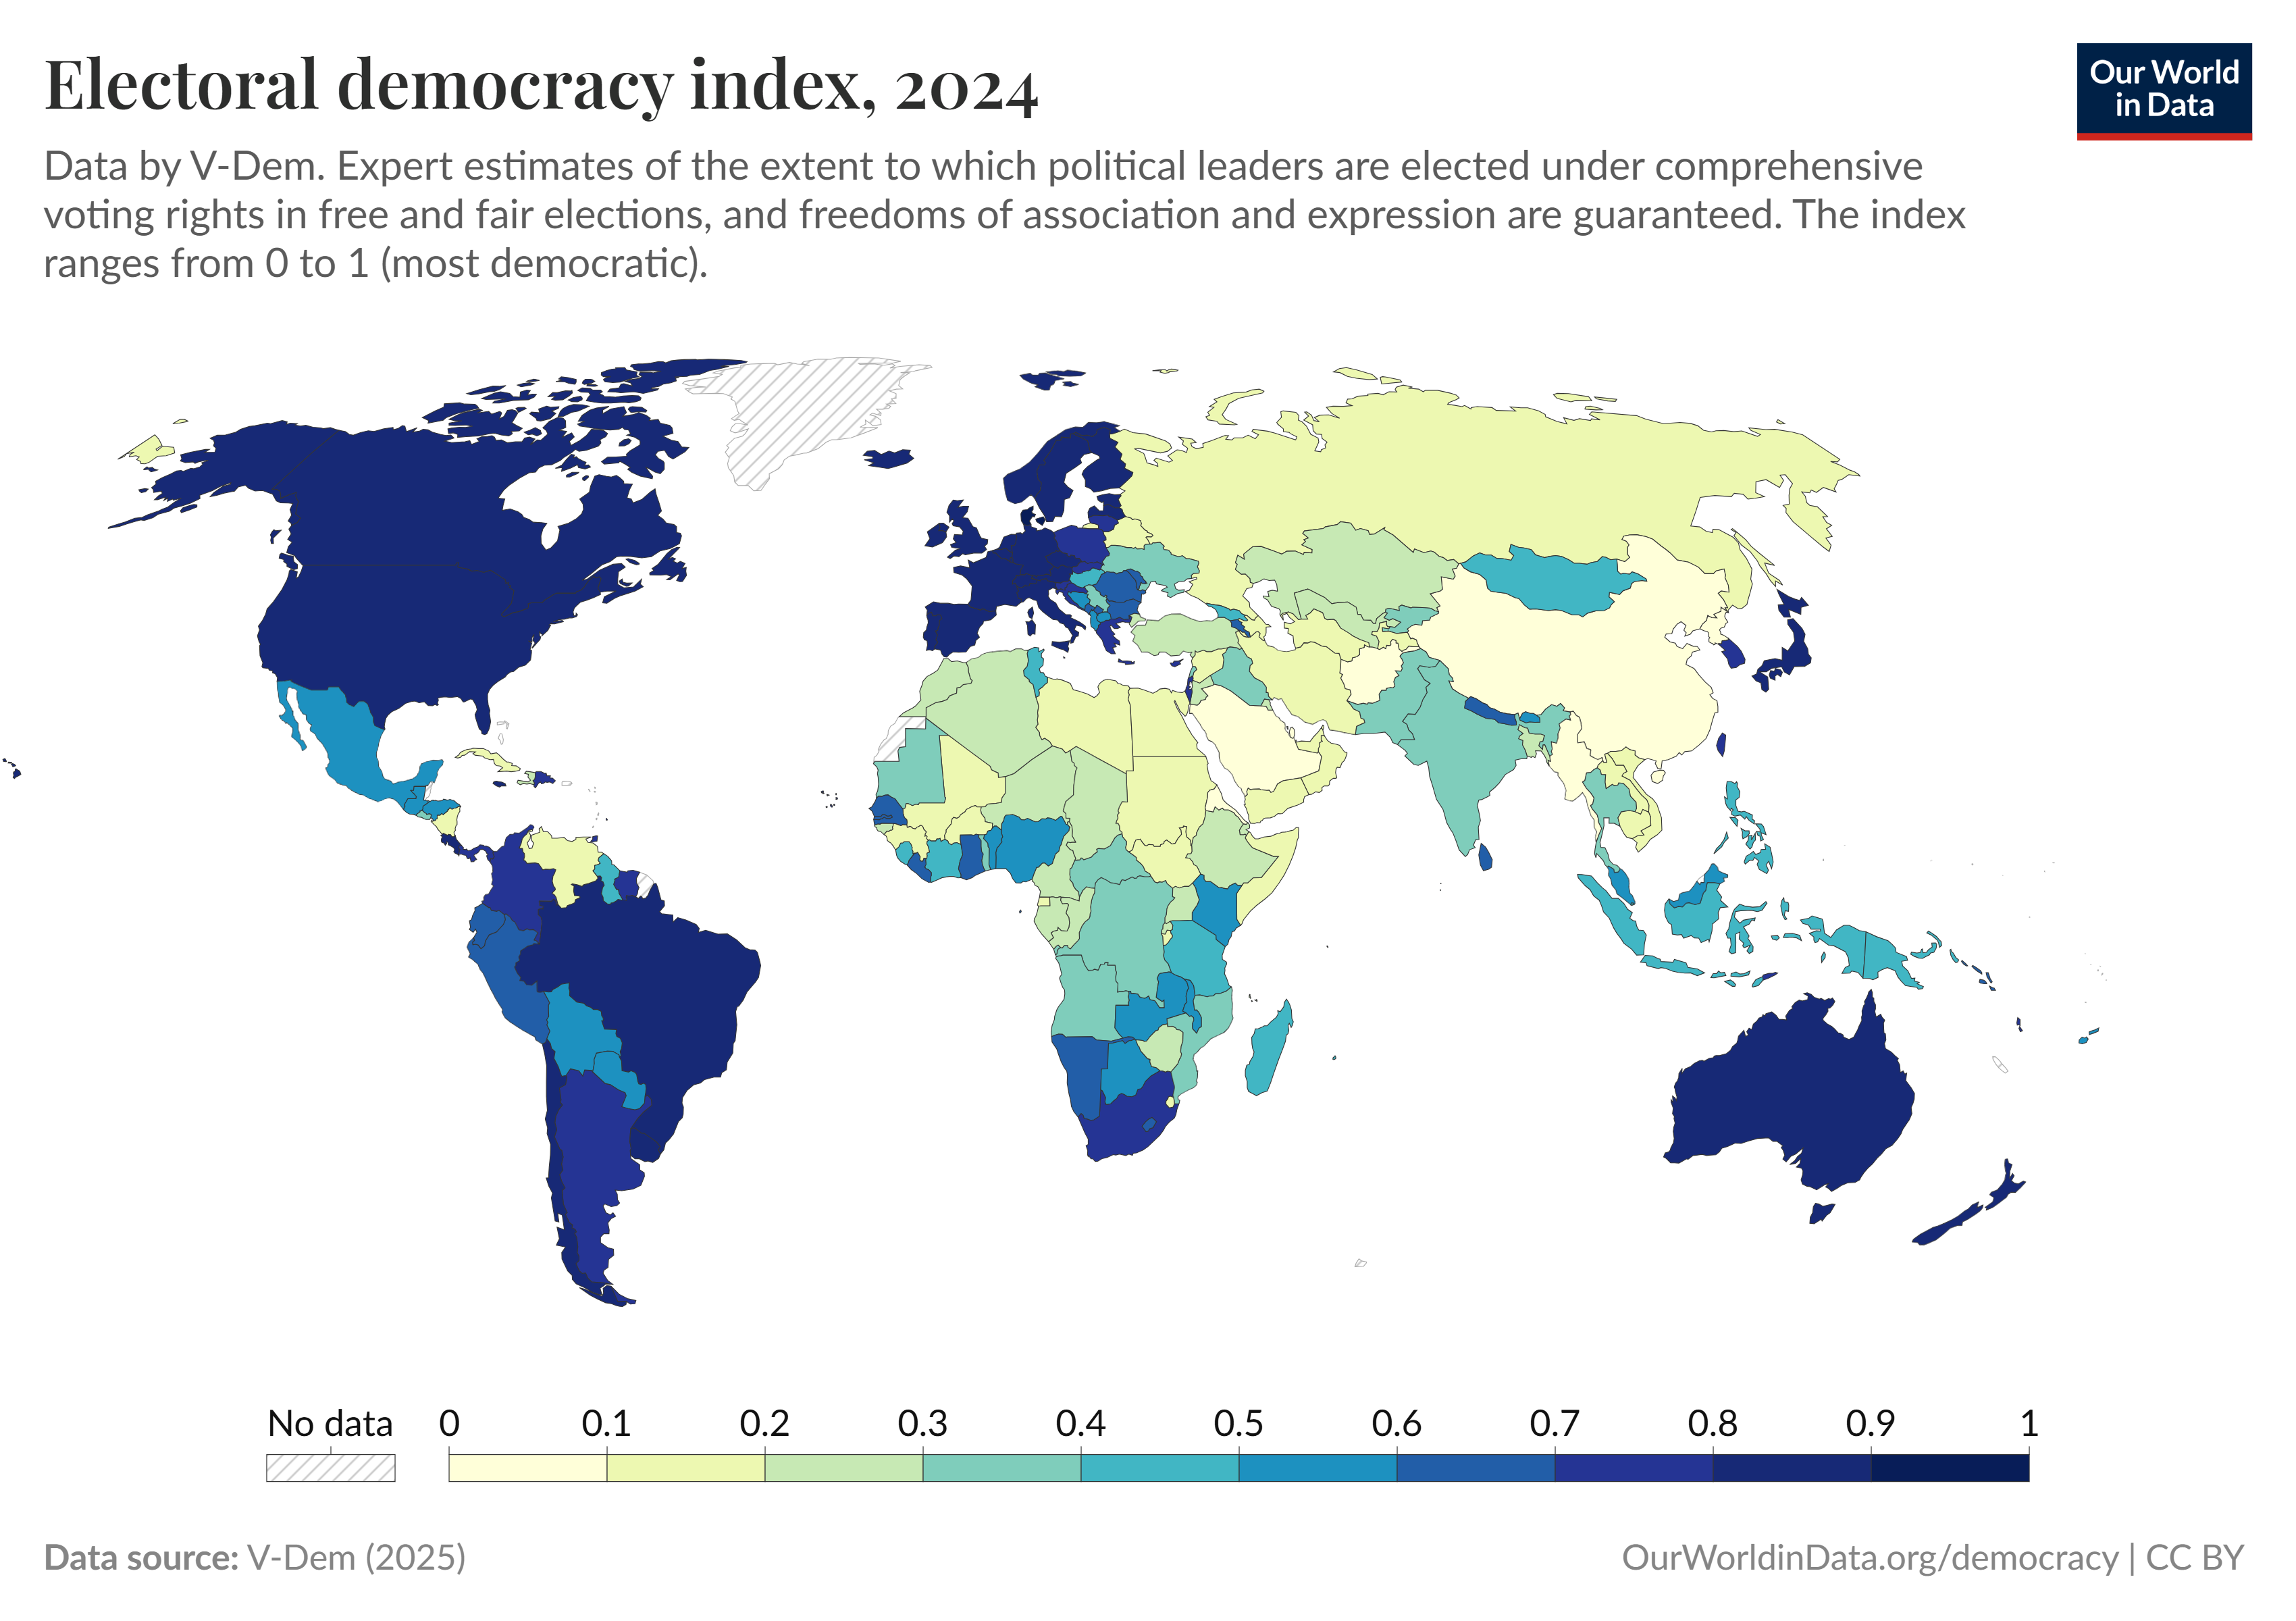 Electoral democracy index, 2024
Our World
in Data
Data by V-Dem. Expert estimates of the extent to which political leaders are elected under comprehensive
voting rights in free and fair elections, and freedoms of association and expression are guaranteed. The index
ranges from 0 to 1 (most democratic).
No data 0 0.1 0.2 0.3 0.4 0.5 0.6 0.7 0.8 0.9 1
Data source: V-Dem (2025)
OurWorldinData.org/democracy | CC BY